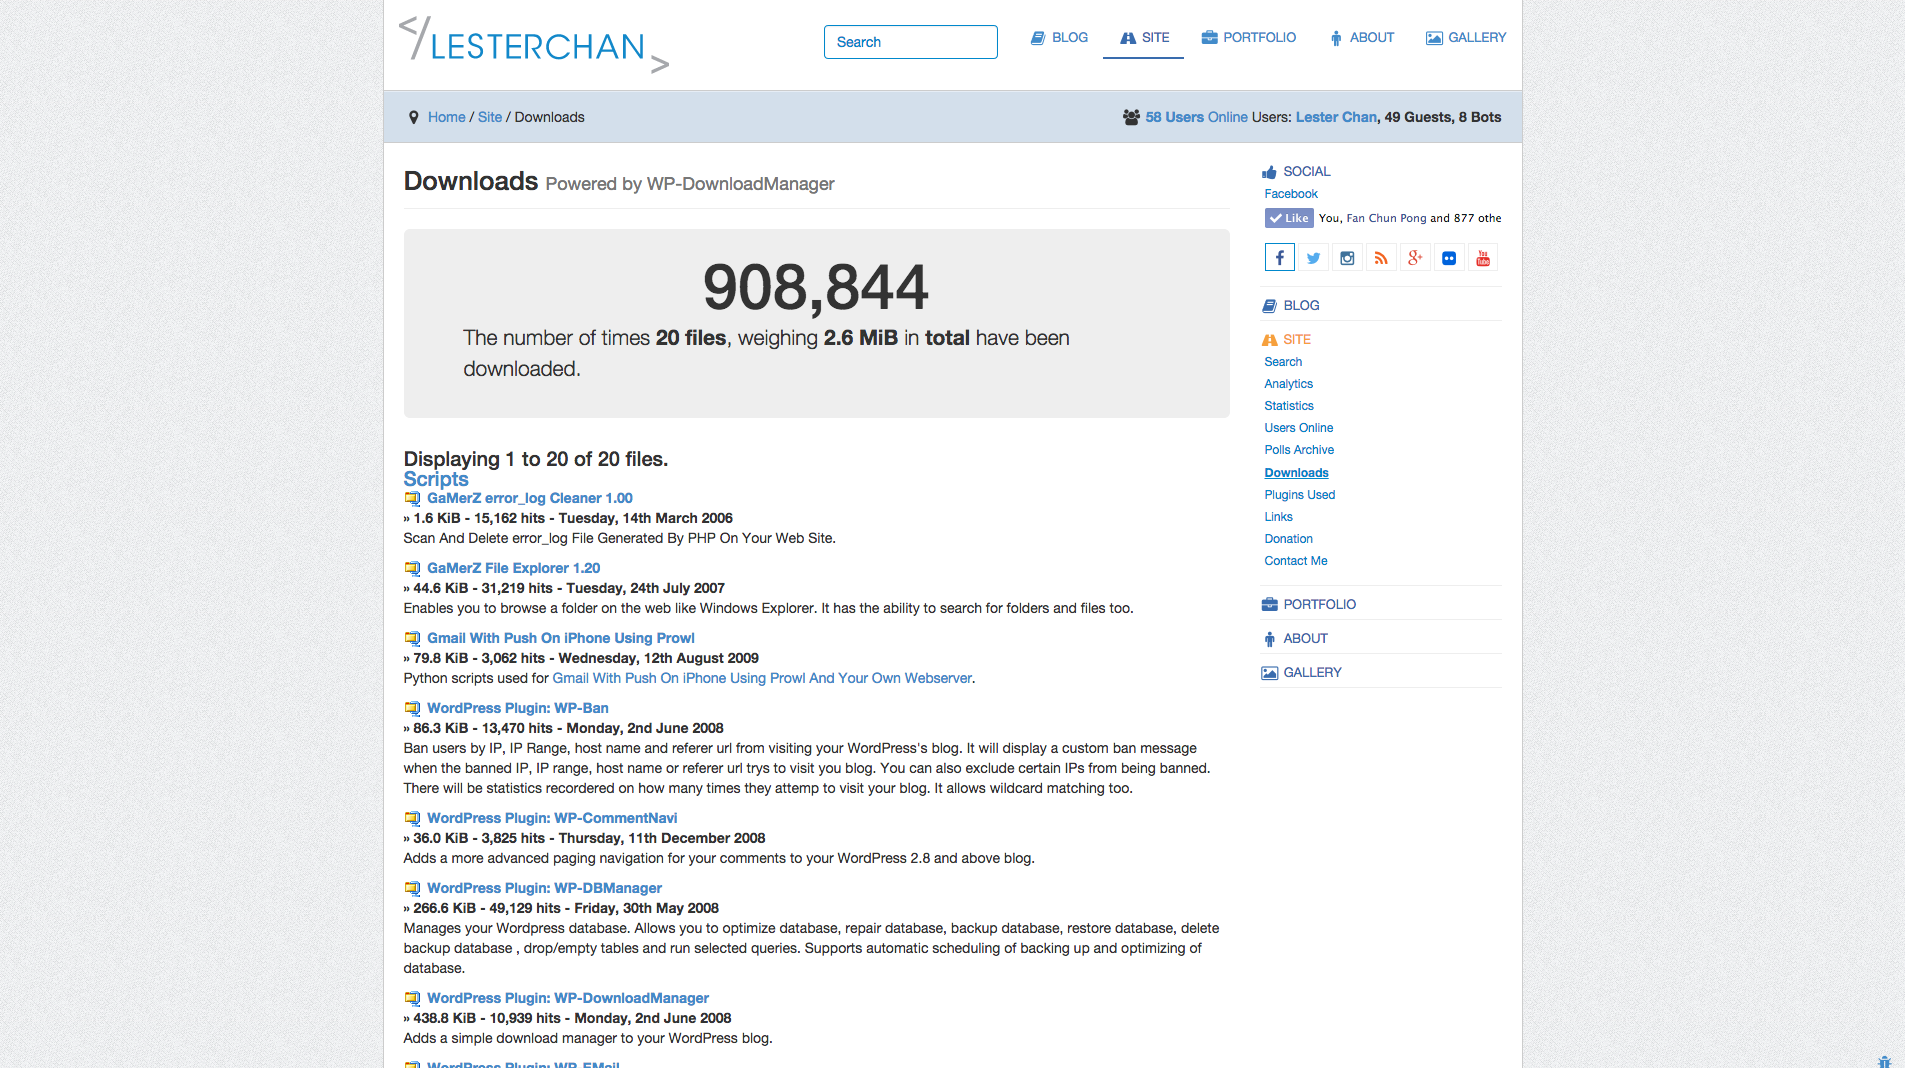 </LESTERCHAN>
Search
BLOG
SITE
PORTFOLIO
ABOUT
GALLERY
Home / Site / Downloads
58 Users Online Users: Lester Chan, 49 Guests, 8 Bots
Downloads Powered by WP-DownloadManager
908,844
The number of times 20 files, weighing 2.6 MiB in total have been
downloaded.
Displaying 1 to 20 of 20 files.
Scripts
GaMerZ error_log Cleaner 1.00
» 1.6 KiB - 15,162 hits - Tuesday, 14th March 2006
Scan And Delete error_log File Generated By PHP On Your Web Site.
GaMerZ File Explorer 1.20
» 44.6 KiB - 31,219 hits - Tuesday, 24th July 2007
Enables you to browse a folder on the web like Windows Explorer. It has the ability to search for folders and files too.
Gmail With Push On iPhone Using Prowl
» 79.8 KiB - 3,062 hits - Wednesday, 12th August 2009
Python scripts used for Gmail With Push On iPhone Using Prowl And Your Own Webserver.
WordPress Plugin: WP-Ban
» 86.3 KiB - 13,470 hits - Monday, 2nd June 2008
Ban users by IP, IP Range, host name and referer url from visiting your WordPress's blog. It will display a custom ban message
when the banned IP, IP range, host name or referer url trys to visit you blog. You can also exclude certain IPs from being banned.
There will be statistics recordered on how many times they attemp to visit your blog. It allows wildcard matching too.
WordPress Plugin: WP-CommentNavi
» 36.0 KiB - 3,825 hits - Thursday, 11th December 2008
Adds a more advanced paging navigation for your comments to your WordPress 2.8 and above blog.
WordPress Plugin: WP-DBManager
» 266.6 KiB - 49,129 hits - Friday, 30th May 2008
Manages your Wordpress database. Allows you to optimize database, repair database, backup database, restore database, delete
backup database , drop/empty tables and run selected queries. Supports automatic scheduling of backing up and optimizing of
database.
WordPress Plugin: WP-DownloadManager
» 438.8 KiB - 10,939 hits - Monday, 2nd June 2008
Adds a simple download manager to your WordPress blog.
WordPress Plugin: WP-EMail
SOCIAL
Facebook
Like You, Fan Chun Pong and 877 othe
You Tube
BLOG
SITE
Search
Analytics
Statistics
Users Online
Polls Archive
Downloads
Plugins Used
Links
Donation
Contact Me
PORTFOLIO
ABOUT
GALLERY